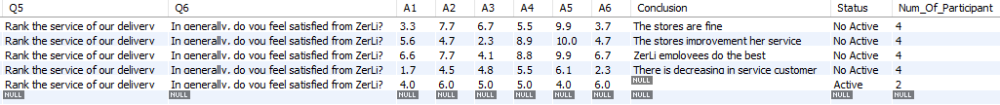 Q5 Q6 A1 A2 A3 A4 A5 A6 Conclusion Status Num_Of_Participant
Rank the service of our delivery In generally, do you feel satisfied from ZerLi? 3.3 7.7 6.7 5.5 9.9 3.7 The stores are fine No Active 4
Rank the service of our delivery In generally, do you feel satisfied from ZerLi? 5.6 4.7 2.3 8.9 10.0 4.7 The stores improvement her service No Active 4
Rank the service of our delivery In generally, do you feel satisfied from ZerLi? 6.6 7.7 4.1 8.8 9.9 6.7 ZerLi employees do the best No Active 4
Rank the service of our delivery In generally, do you feel satisfied from ZerLi? 1.7 4.5 4.8 5.5 6.1 2.3 There is decreasing in service customer No Active 4
Rank the service of our delivery In generally, do you feel satisfied from ZerLi? 4.0 6.0 5.0 5.0 4.0 6.0 NULL Active 2
NULL NULL NULL NULL NULL NULL NULL NULL NULL NULL NULL